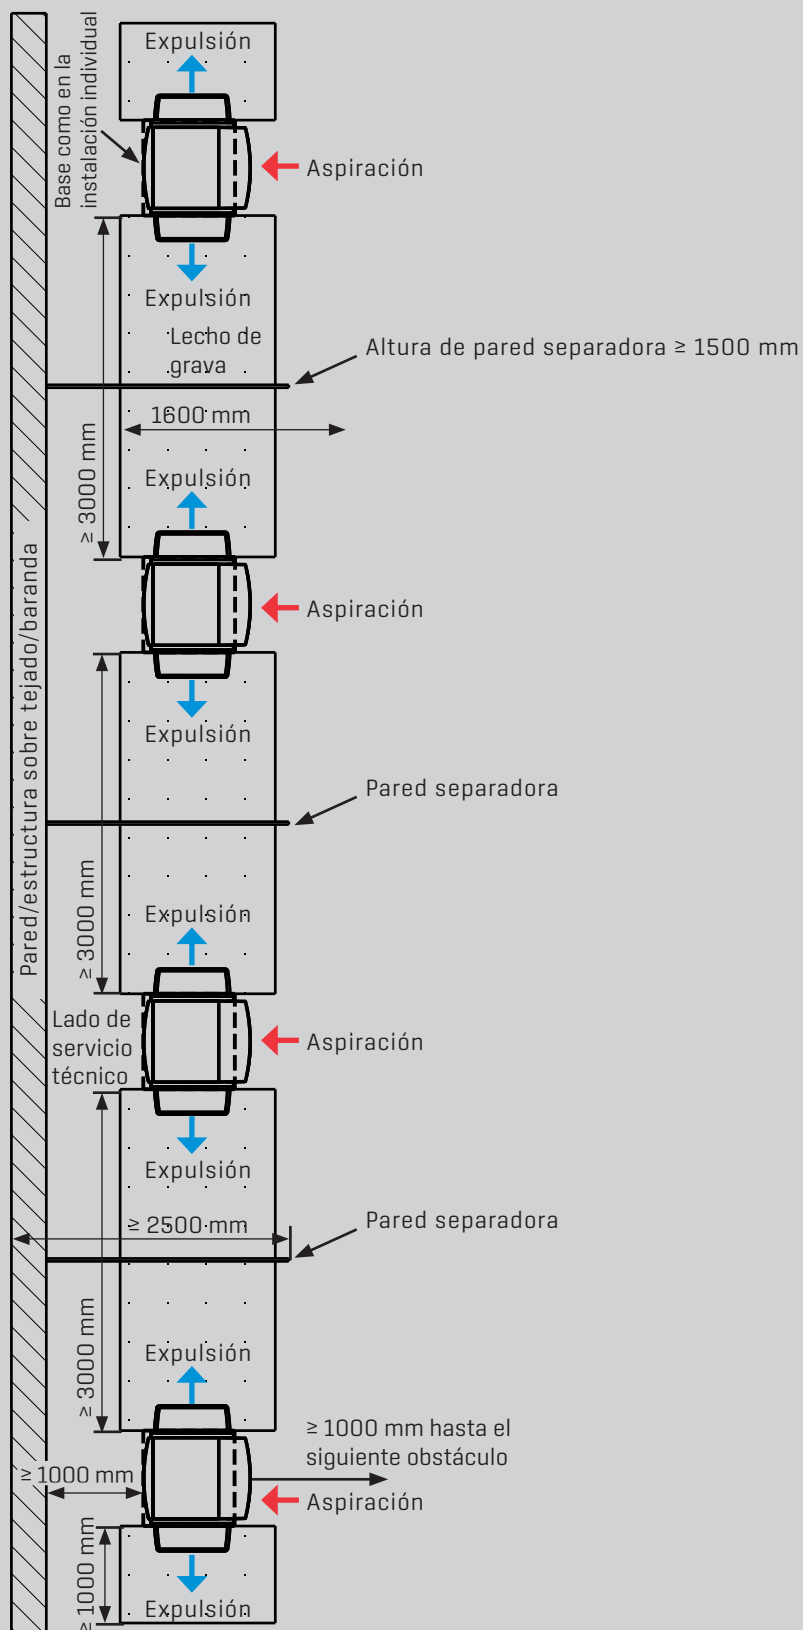 Expulsión
Base como en la
instalación individual
Aspiración
Expulsión
Lecho de
grava
Altura de pared separadora ≥ 1500 mm
1600 mm
≥ 3000 mm
Expulsión
Pared/estructura sobre tejado/baranda
Aspiración
Expulsión
Pared separadora
≥ 3000 mm
Expulsión
Lado de
servicio
técnico
Aspiración
Expulsión
≥ 2500 mm
Pared separadora
≥ 3000 mm
Expulsión
≥ 1000 mm hasta el
siguiente obstáculo
≥ 1000 mm
Aspiración
≥ 1000 mm
Expulsión